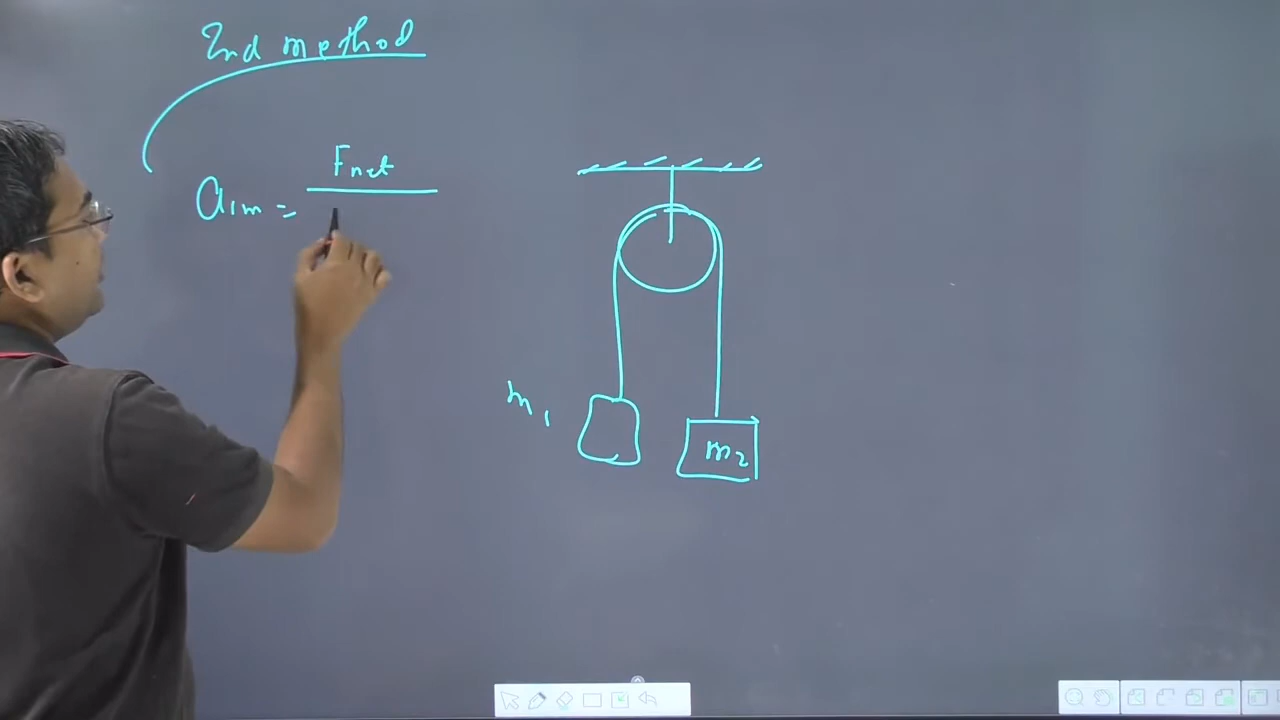 2nd method
Fnet
a1m =
m1
m2